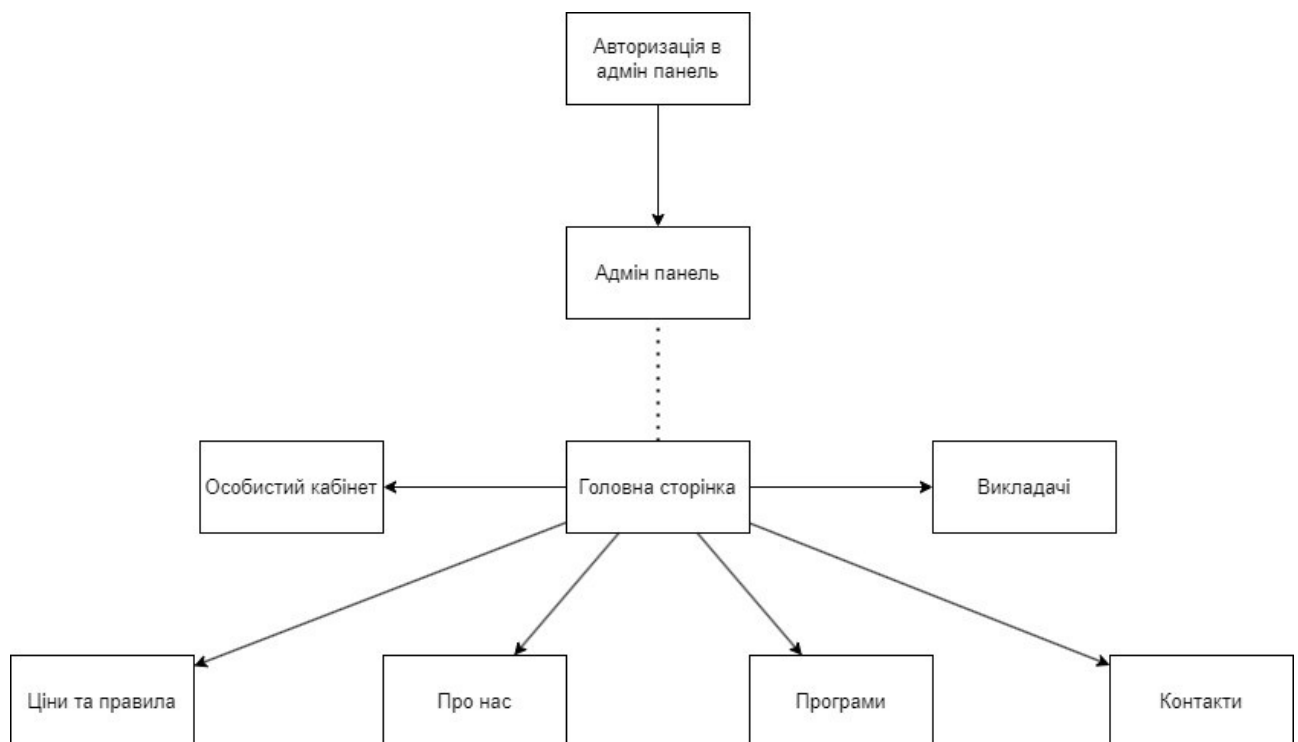 Авторизація в
адмін панель
Адмін панель
Особистий кабінет
Головна сторінка
Викладачі
Ціни та правила
Про нас
Програми
Контакти